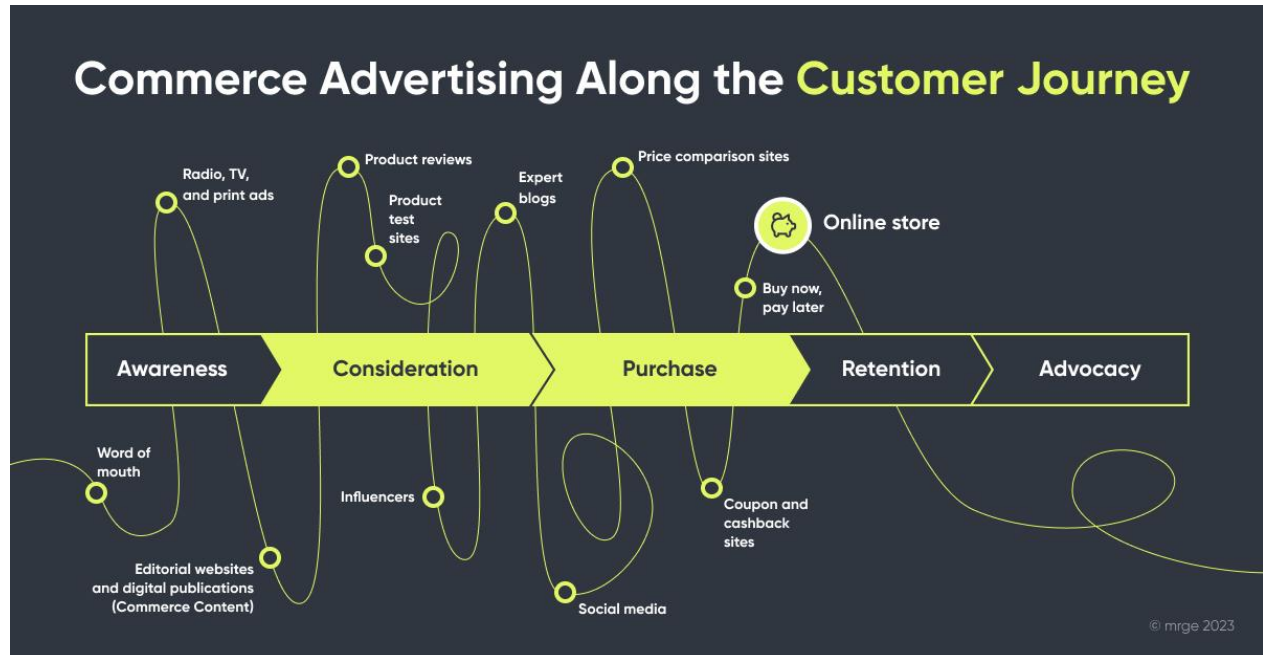 Commerce Advertising Along the Customer Journey
Radio, TV,
and print ads
Product reviews
Product
test
sites
Expert
blogs
Price comparison sites
Online store
Buy now,
pay later
Awareness
Consideration
Purchase
Retention
Advocacy
Word of
mouth
Editorial websites
and digital publications
(Commerce Content)
Influencers
Social media
Coupon and
cashback
sites
© mrge 2023